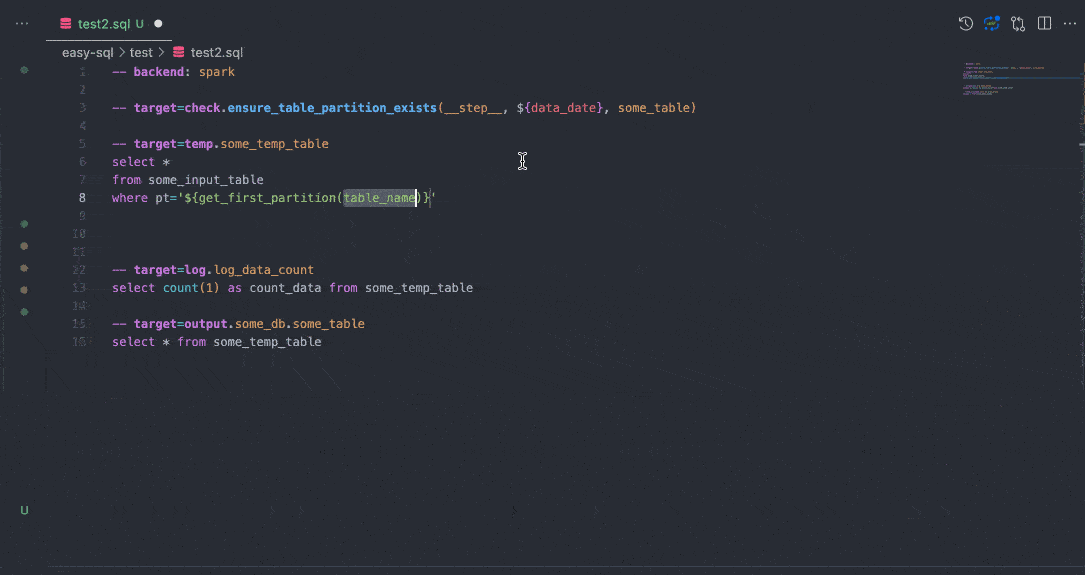 test2.sql U
easy-sql > test > test2.sql
1 -- backend: spark
2
3 -- target=check.ensure_table_partition_exists(__step__, ${data_date}, some_table)
4
5 -- target=temp.some_temp_table
6 select *
7 from some_input_table
8 where pt='${get_first_partition(table_name)}'
9
10
11
12 -- target=log.log_data_count
13 select count(1) as count_data from some_temp_table
14
-- target=output.some_db.some_table
select * from some_temp_table
U